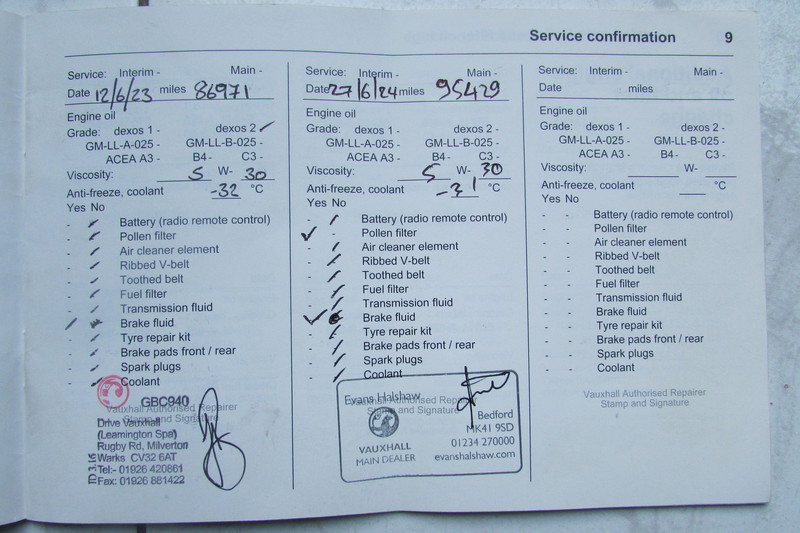 Service confirmation 9
Service: Interim - Main -
Date 12/6/23 miles 86971
Engine oil
Grade: dexos 1 - dexos 2 ✓
GM-LL-A-025 - GM-LL-B-025 -
ACEA A3 - B4 - C3 -
Viscosity: 5 W- 30
Anti-freeze, coolant -32 °C
Yes No
- ✓ Battery (radio remote control)
- ✓ Pollen filter
- ✓ Air cleaner element
- ✓ Ribbed V-belt
- ✓ Toothed belt
- ✓ Fuel filter
- ✓ Transmission fluid
✓ Brake fluid
- ✓ Tyre repair kit
- ✓ Brake pads front / rear
- ✓ Spark plugs
- ✓ Coolant
GBC940
Vauxhall Authorised Repairer
Stamp and Signature
Drive Vauxhall
(Leamington Spa)
Rugby Rd, Milverton
Warks CV32 6AT
Tel:- 01926 420861
Fax: 01926 881422
Service: Interim - Main -
Date 27/6/24 miles 95429
Engine oil
Grade: dexos 1 - dexos 2 -
GM-LL-A-025 - GM-LL-B-025 -
ACEA A3 - B4 - C3 -
Viscosity: 5 W- 30
Anti-freeze, coolant -31 °C
Yes No
- ✓ Battery (radio remote control)
✓ - Pollen filter
- ✓ Air cleaner element
- ✓ Ribbed V-belt
- ✓ Toothed belt
- ✓ Fuel filter
- ✓ Transmission fluid
✓ Brake fluid
- ✓ Tyre repair kit
- ✓ Brake pads front / rear
- ✓ Spark plugs
- ✓ Coolant
Vauxhall Authorised Repairer
Stamp and Signature
Evans Halshaw
VAUXHALL
MAIN DEALER
Bedford
MK41 9SD
01234 270000
evanshalshaw.com
Service: Interim - Main -
Date miles
Engine oil
Grade: dexos 1 - dexos 2 -
GM-LL-A-025 - GM-LL-B-025 -
ACEA A3 - B4 - C3 -
Viscosity: W-
Anti-freeze, coolant °C
Yes No
- - Battery (radio remote control)
- - Pollen filter
- - Air cleaner element
- - Ribbed V-belt
- - Toothed belt
- - Fuel filter
- - Transmission fluid
- - Brake fluid
- - Tyre repair kit
- - Brake pads front / rear
- - Spark plugs
- - Coolant
Vauxhall Authorised Repairer
Stamp and Signature